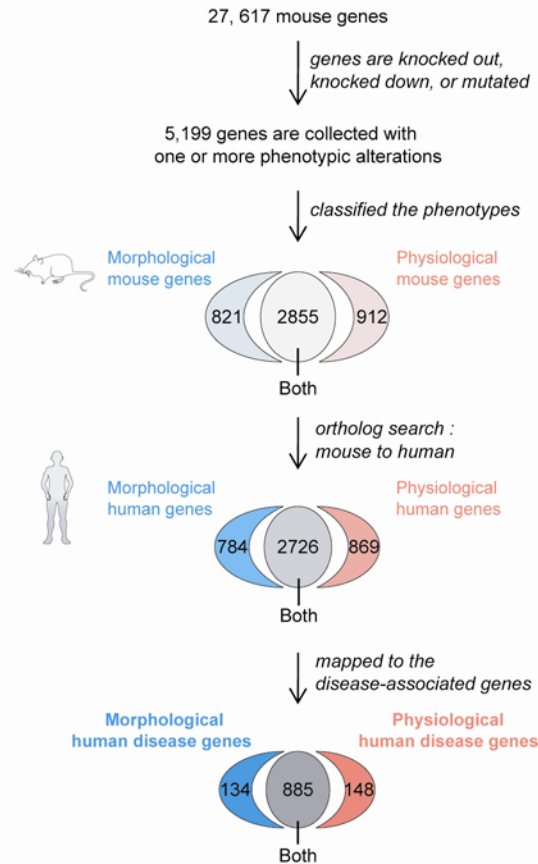 27, 617 mouse genes
genes are knocked out,
knocked down, or mutated
5,199 genes are collected with
one or more phenotypic alterations
classified the phenotypes
Morphological
mouse genes
Physiological
mouse genes
821
2855
912
Both
ortholog search :
mouse to human
Morphological
human genes
Physiological
human genes
784
2726
869
Both
mapped to the
disease-associated genes
Morphological
human disease genes
Physiological
human disease genes
134
885
148
Both